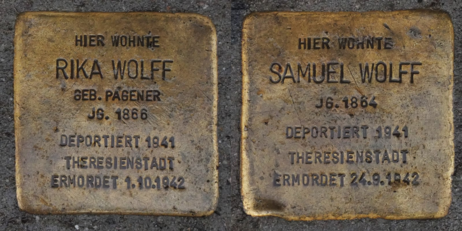 HIER WOHNTE
RIKA WOLFF
GEB. PAGENER
JG. 1866
DEPORTIERT 1941
THERESIENSTADT
ERMORDET 1.10.1942
HIER WOHNTE
SAMUEL WOLFF
JG. 1864
DEPORTIERT 1941
THERESIENSTADT
ERMORDET 24.9.1942